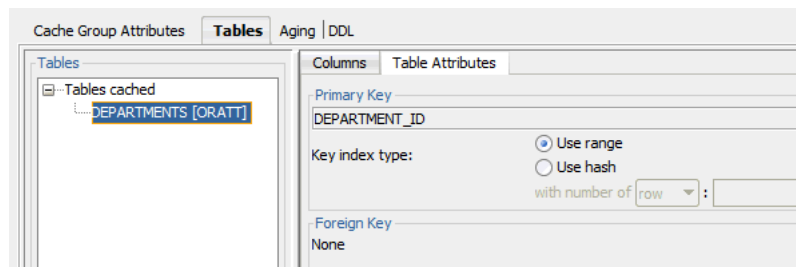 Cache Group Attributes Tables Aging DDL
Tables
Tables cached
DEPARTMENTS [ORATT]
Columns Table Attributes
Primary Key
DEPARTMENT_ID
Key index type:
Use range
Use hash
with number of row :
Foreign Key
None